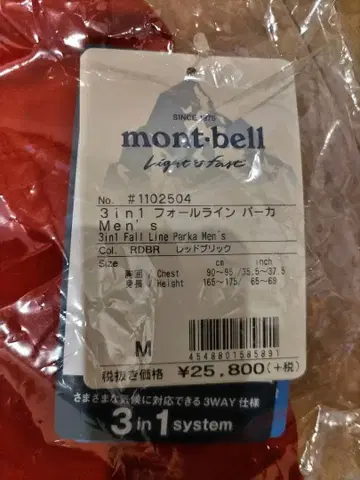 SINCE 1975
mont-bell
Light & Fast
No. #1102504
3in1 フォールライン パーカ
Men's
3in1 Fall Line Parka Men's
Col. RDBR レッドブリック
Size cm inch
胸囲 / Chest 90~95/35.5~37.5
身長 / Height 165~175/ 65~69
M
4548801585891
税抜き価格 ¥25,800(+税)
さまざまな気候に対応できる3WAY仕様
3 in 1 system